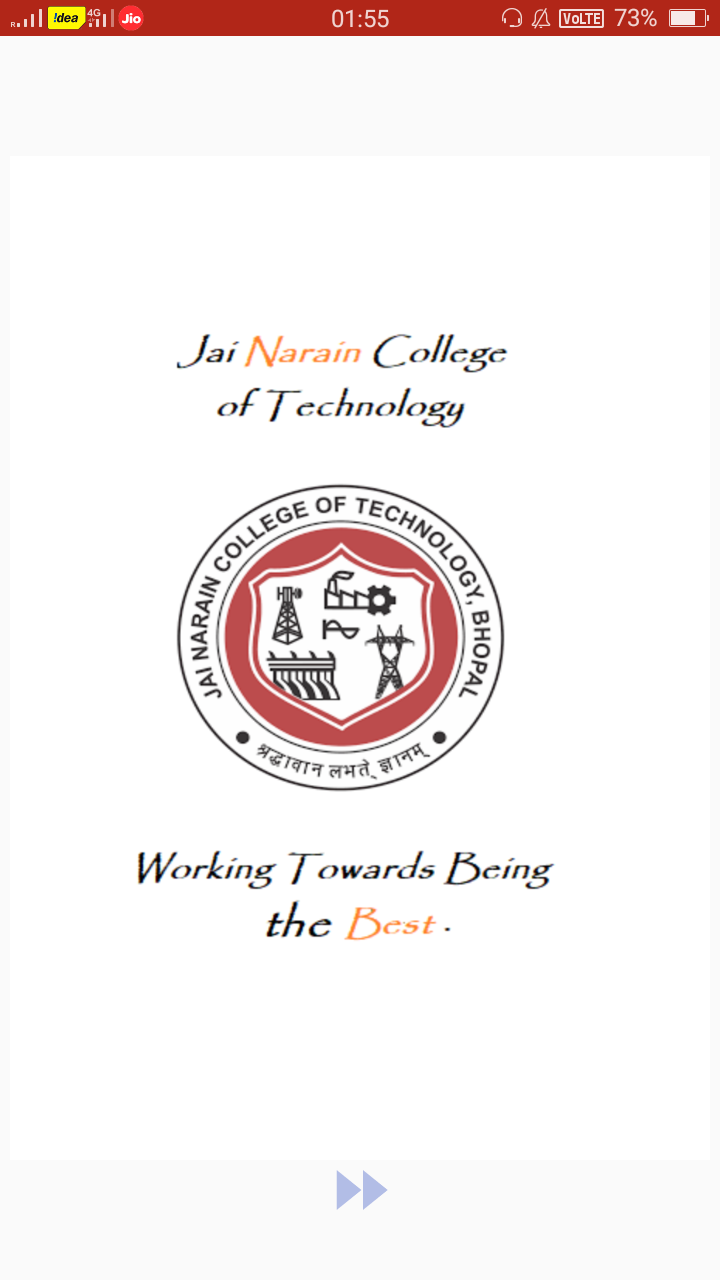 R
!dea
4G
Jio
01:55
VoLTE
73%
Jai Narain College
of Technology
JAI NARAIN COLLEGE OF TECHNOLOGY, BHOPAL
श्रद्धावान लभते् ज्ञानम्
Working Towards Being
the Best .